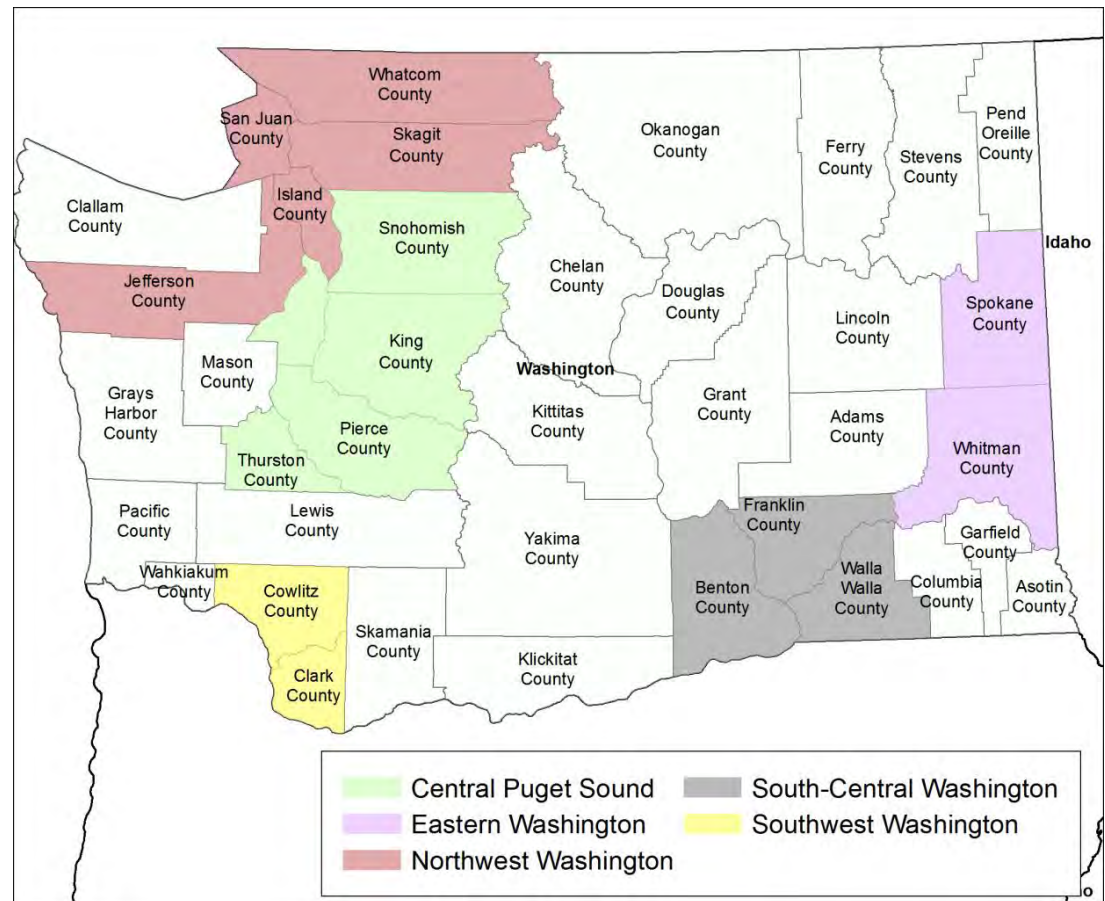 Whatcom
County
San Juan
County
Skagit
County
Island
County
Clallam
County
Snohomish
County
Jefferson
County
King
County
Mason
County
Grays
Harbor
County
Pierce
County
Thurston
County
Pacific
County
Lewis
County
Wahkiakum
County
Cowlitz
County
Clark
County
Skamania
County
Okanogan
County
Ferry
County
Stevens
County
Pend
Oreille
County
Idaho
Chelan
County
Douglas
County
Lincoln
County
Spokane
County
Washington
Kittitas
County
Grant
County
Adams
County
Whitman
County
Yakima
County
Franklin
County
Benton
County
Walla
Walla
County
Garfield
County
Columbia
County
Asotin
County
Klickitat
County
Central Puget Sound
Eastern Washington
Northwest Washington
South-Central Washington
Southwest Washington
o